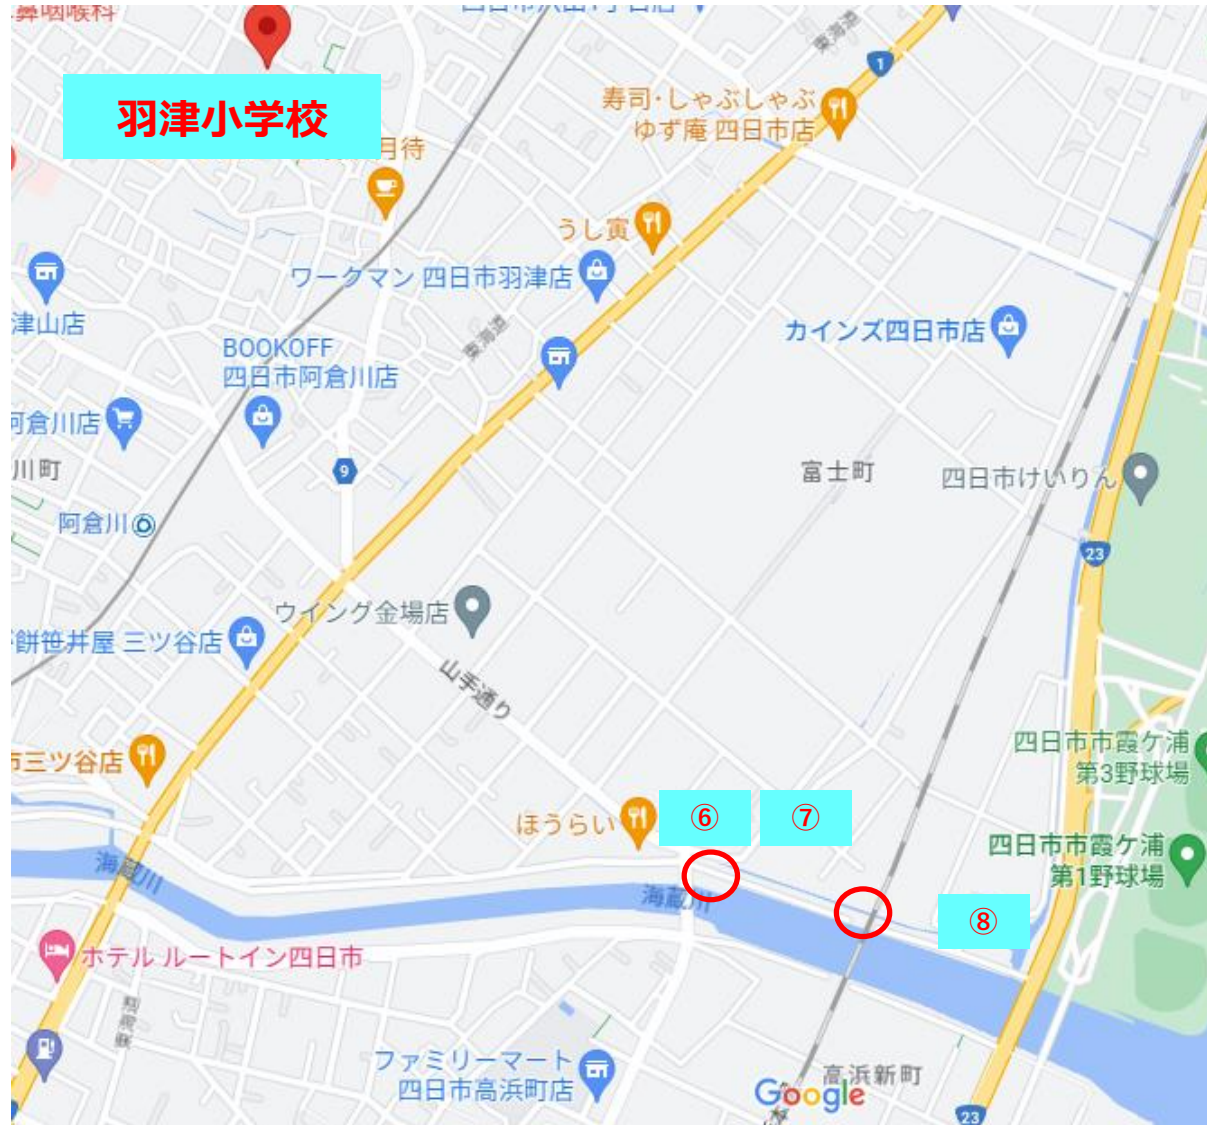 鼻咽喉科
羽津小学校
月待
1
寿司・しゃぶしゃぶ
ゆず庵 四日市店
うし寅
ワークマン 四日市羽津店
津山店
カインズ四日市店
BOOKOFF
四日市阿倉川店
阿倉川店
川町
9
富士町
四日市けいりん
阿倉川
23
ウイング金場店
餅笹井屋 三ツ谷店
山手通り
市三ツ谷店
四日市市霞ケ浦
第3野球場
ほうらい
⑥
⑦
四日市市霞ケ浦
第1野球場
海蔵川
海蔵川
⑧
ホテル ルートイン四日市
ファミリーマート
四日市高浜町店
高浜新町
Google
23